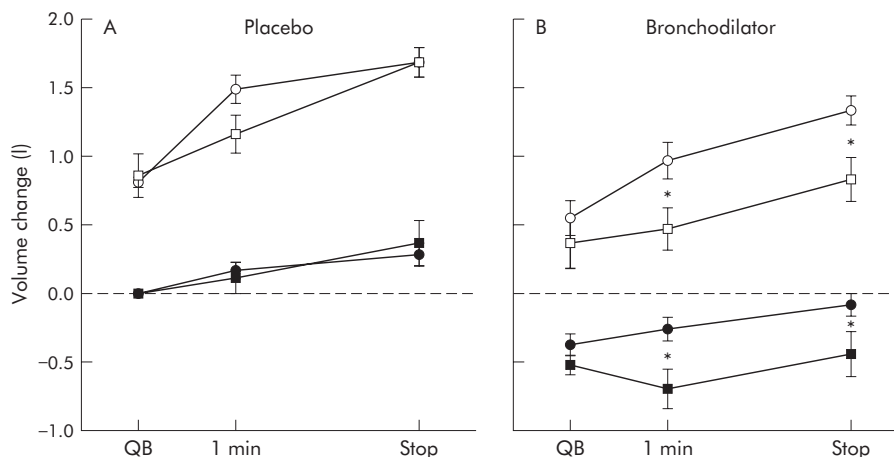 A Placebo
B Bronchodilator
Volume change (l)
2.0
1.5
1.0
0.5
0.0
–0.5
–1.0
*
*
*
*
QB 1 min Stop
QB 1 min Stop